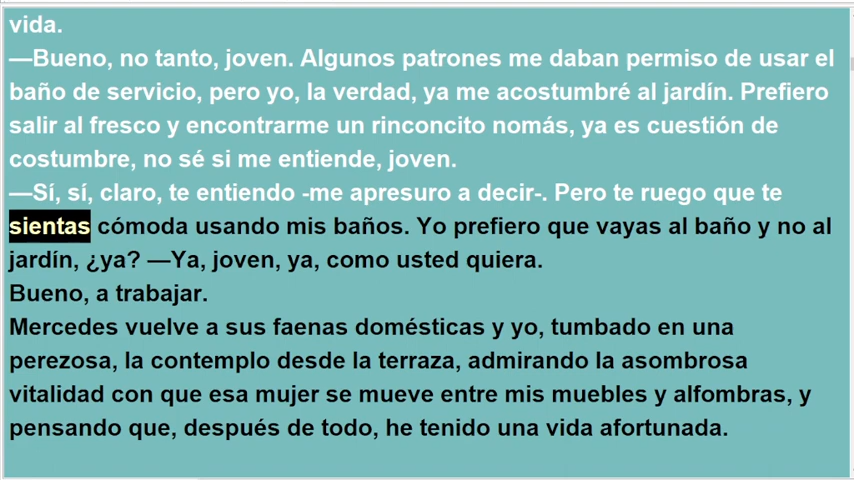 vida.
—Bueno, no tanto, joven. Algunos patrones me daban permiso de usar el
baño de servicio, pero yo, la verdad, ya me acostumbré al jardín. Prefiero
salir al fresco y encontrarme un rinconcito nomás, ya es cuestión de
costumbre, no sé si me entiende, joven.
—Sí, sí, claro, te entiendo -me apresuro a decir-. Pero te ruego que te
sientas cómoda usando mis baños. Yo prefiero que vayas al baño y no al
jardín, ¿ya? —Ya, joven, ya, como usted quiera.
Bueno, a trabajar.
Mercedes vuelve a sus faenas domésticas y yo, tumbado en una
perezosa, la contemplo desde la terraza, admirando la asombrosa
vitalidad con que esa mujer se mueve entre mis muebles y alfombras, y
pensando que, después de todo, he tenido una vida afortunada.